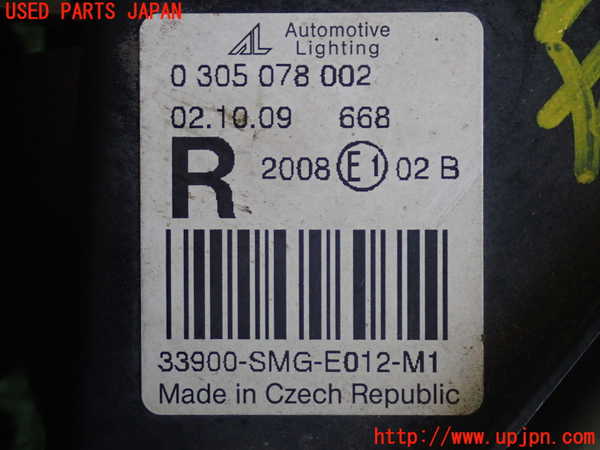 USED PARTS JAPAN
AL Automotive
Lighting
0 305 078 002
02.10.09 668
R 2008 E1 02 B
33900-SMG-E012-M1
Made in Czech Republic
http://www.upjpn.com/